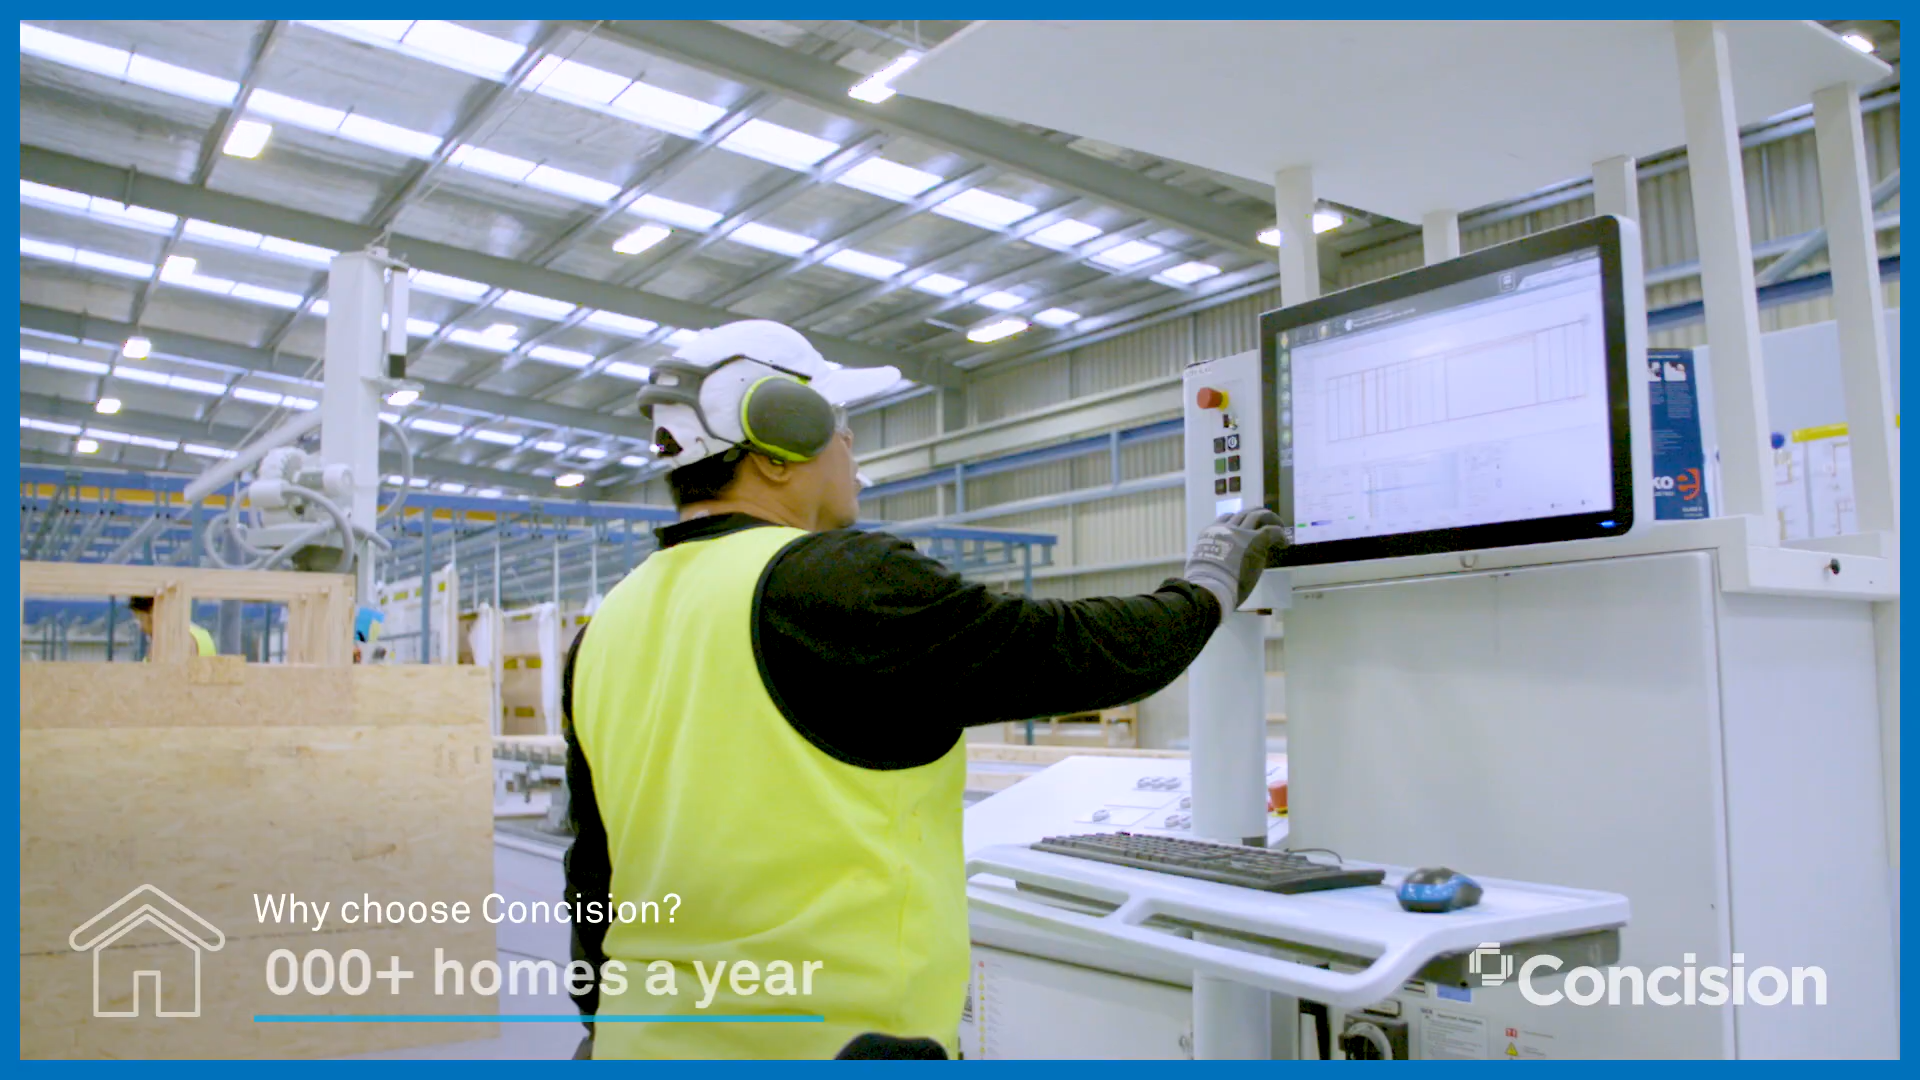 Why choose Concision?
000+ homes a year
Concision